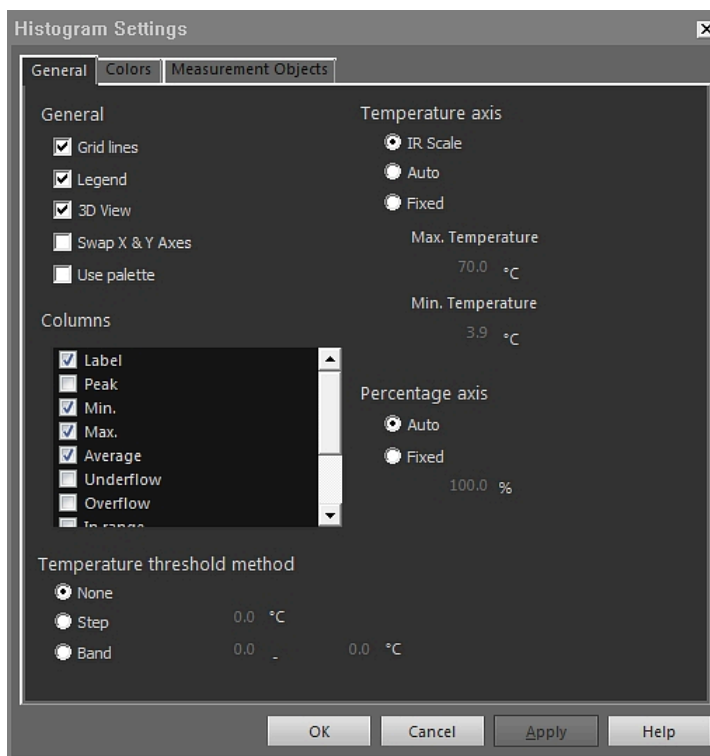 Histogram Settings
General Colors Measurement Objects
General
Grid lines
Legend
3D View
Swap X & Y Axes
Use palette
Columns
Label
Peak
Min.
Max.
Average
Underflow
Overflow
In range
Temperature axis
IR Scale
Auto
Fixed
Max. Temperature
70.0 °C
Min. Temperature
3.9 °C
Percentage axis
Auto
Fixed
100.0 %
Temperature threshold method
None
Step 0.0 °C
Band 0.0 - 0.0 °C
OK Cancel Apply Help